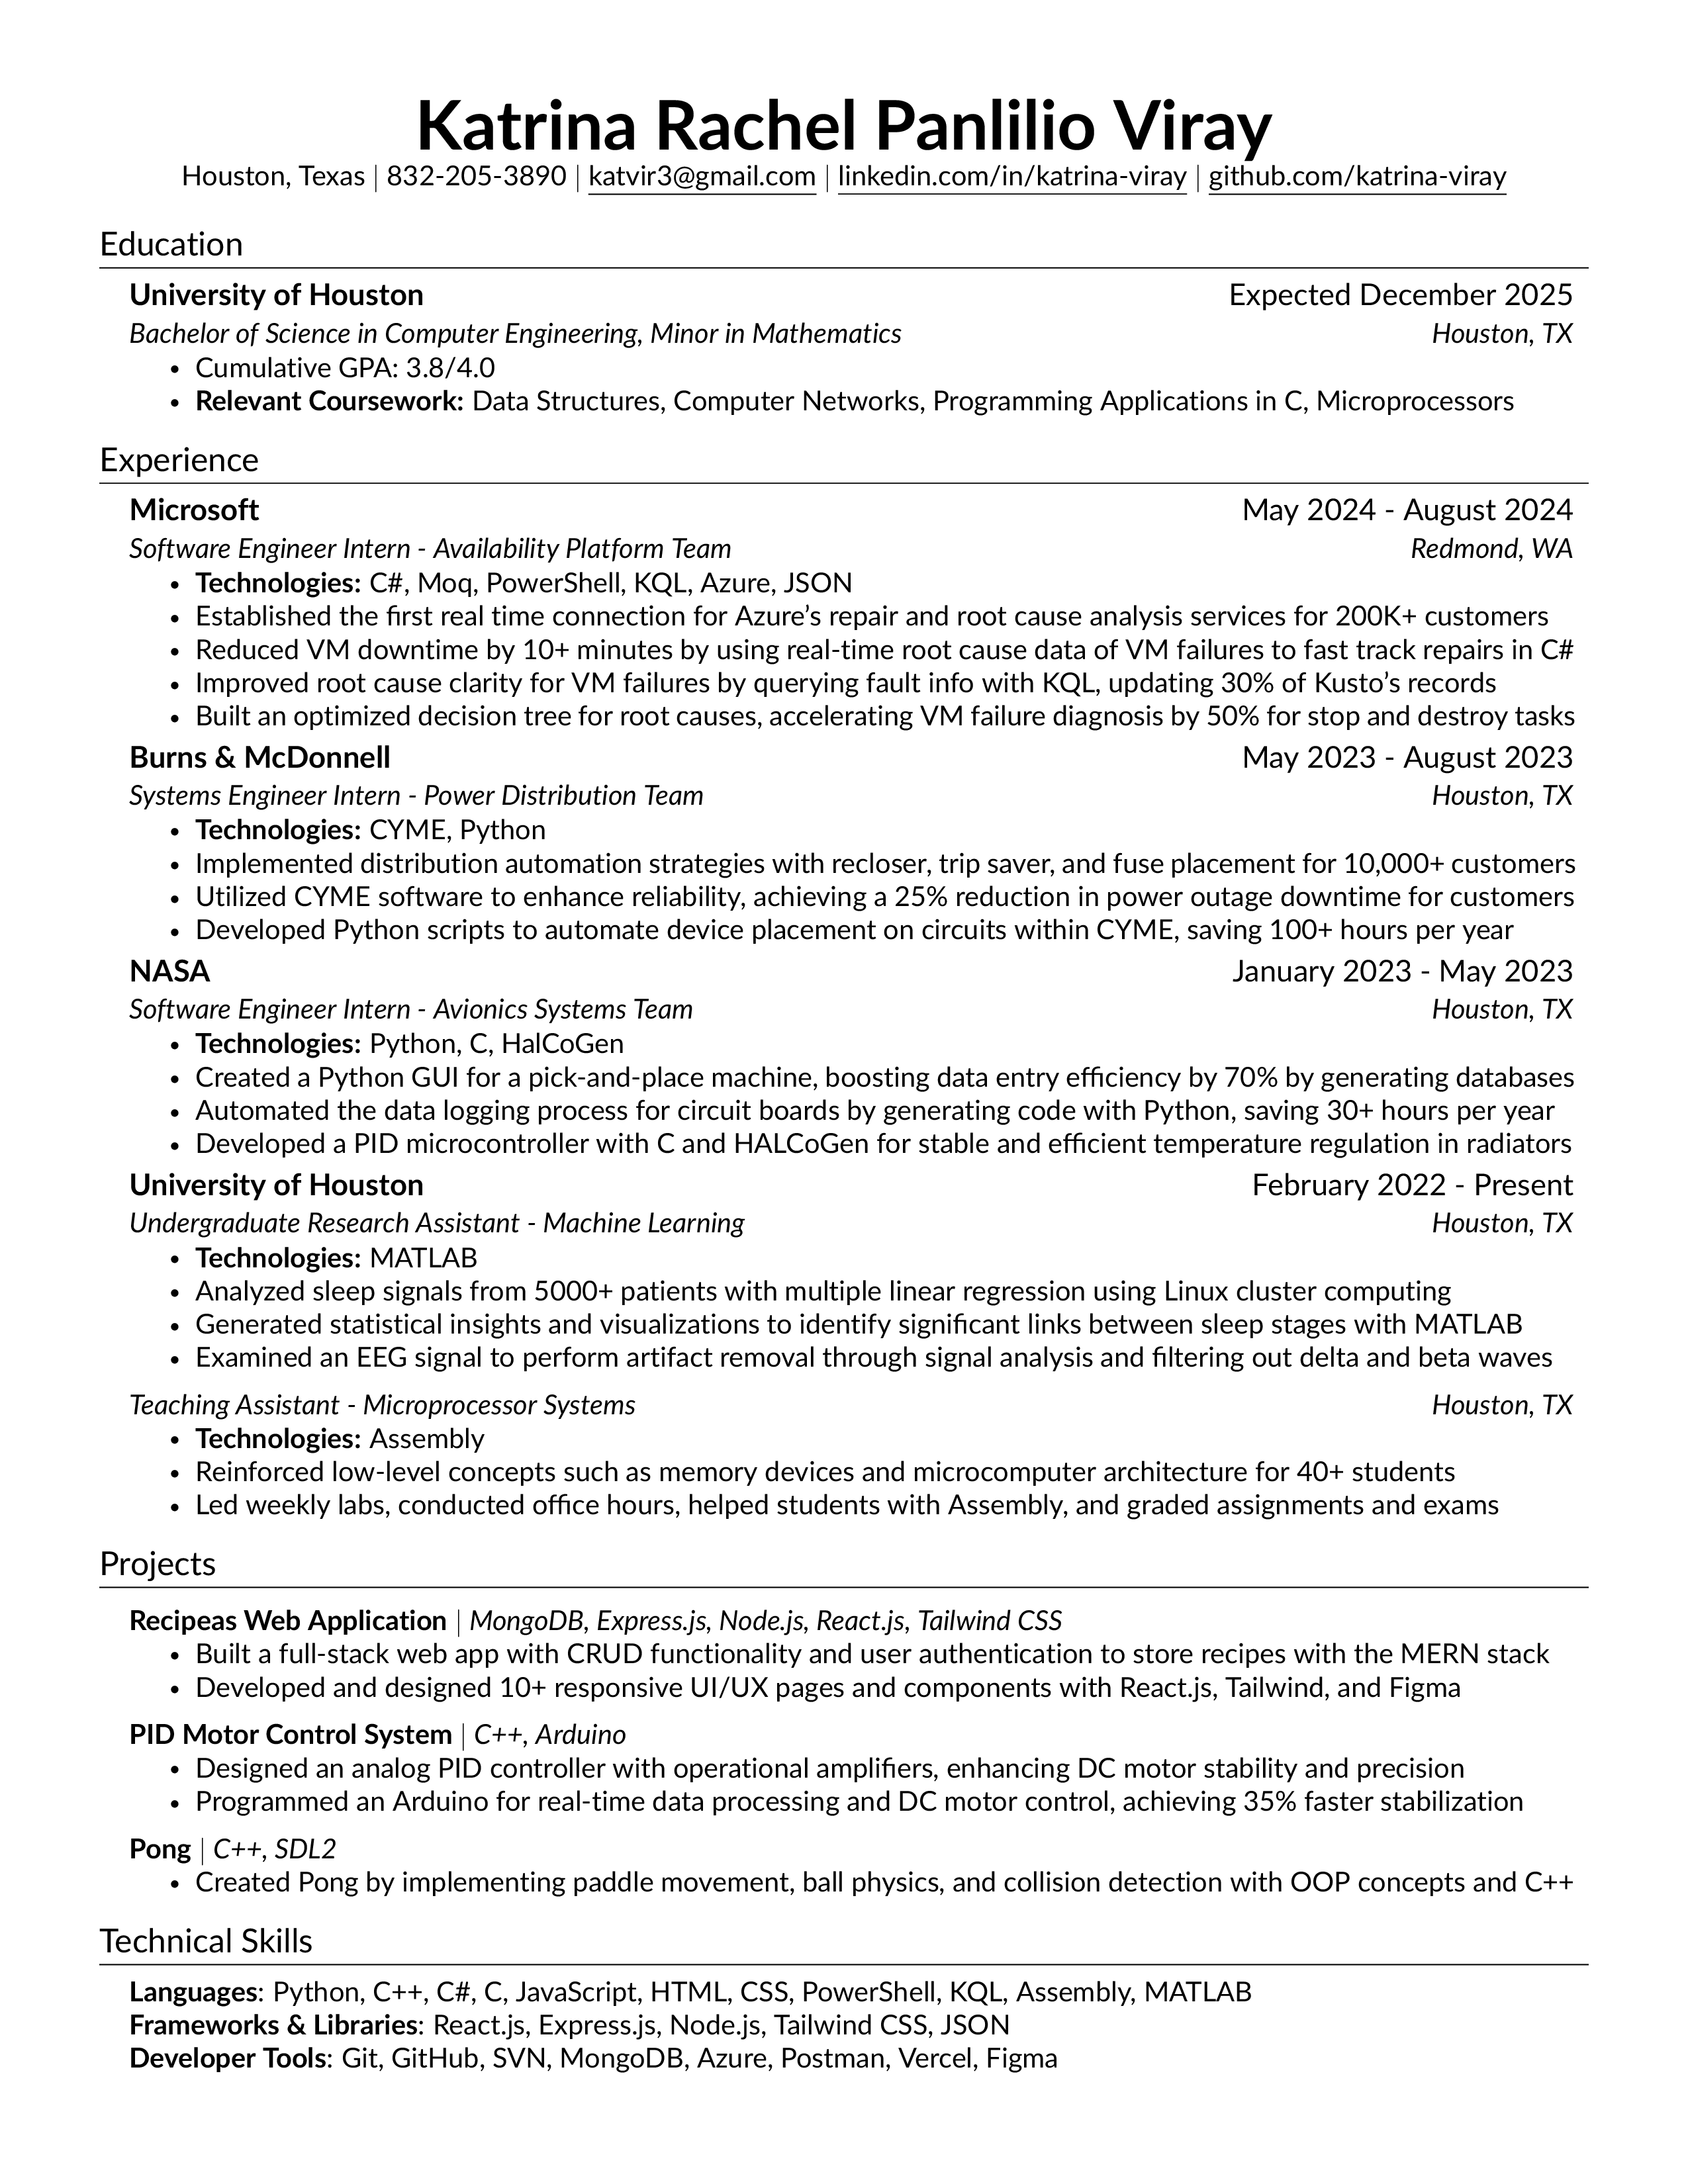 Katrina Rachel Panlilio Viray
Houston, Texas | 832-205-3890 | katvir3@gmail.com | linkedin.com/in/katrina-viray | github.com/katrina-viray
Education
University of Houston Expected December 2025
Bachelor of Science in Computer Engineering, Minor in Mathematics Houston, TX
• Cumulative GPA: 3.8/4.0
• Relevant Coursework: Data Structures, Computer Networks, Programming Applications in C, Microprocessors
Experience
Microsoft May 2024 - August 2024
Software Engineer Intern - Availability Platform Team Redmond, WA
• Technologies: C#, Moq, PowerShell, KQL, Azure, JSON
• Established the first real time connection for Azure's repair and root cause analysis services for 200K+ customers
• Reduced VM downtime by 10+ minutes by using real-time root cause data of VM failures to fast track repairs in C#
• Improved root cause clarity for VM failures by querying fault info with KQL, updating 30% of Kusto's records
• Built an optimized decision tree for root causes, accelerating VM failure diagnosis by 50% for stop and destroy tasks
Burns & McDonnell May 2023 - August 2023
Systems Engineer Intern - Power Distribution Team Houston, TX
• Technologies: CYME, Python
• Implemented distribution automation strategies with recloser, trip saver, and fuse placement for 10,000+ customers
• Utilized CYME software to enhance reliability, achieving a 25% reduction in power outage downtime for customers
• Developed Python scripts to automate device placement on circuits within CYME, saving 100+ hours per year
NASA January 2023 - May 2023
Software Engineer Intern - Avionics Systems Team Houston, TX
• Technologies: Python, C, HalCoGen
• Created a Python GUI for a pick-and-place machine, boosting data entry efficiency by 70% by generating databases
• Automated the data logging process for circuit boards by generating code with Python, saving 30+ hours per year
• Developed a PID microcontroller with C and HALCoGen for stable and efficient temperature regulation in radiators
University of Houston February 2022 - Present
Undergraduate Research Assistant - Machine Learning Houston, TX
• Technologies: MATLAB
• Analyzed sleep signals from 5000+ patients with multiple linear regression using Linux cluster computing
• Generated statistical insights and visualizations to identify significant links between sleep stages with MATLAB
• Examined an EEG signal to perform artifact removal through signal analysis and filtering out delta and beta waves
Teaching Assistant - Microprocessor Systems Houston, TX
• Technologies: Assembly
• Reinforced low-level concepts such as memory devices and microcomputer architecture for 40+ students
• Led weekly labs, conducted office hours, helped students with Assembly, and graded assignments and exams
Projects
Recipeas Web Application | MongoDB, Express.js, Node.js, React.js, Tailwind CSS
• Built a full-stack web app with CRUD functionality and user authentication to store recipes with the MERN stack
• Developed and designed 10+ responsive UI/UX pages and components with React.js, Tailwind, and Figma
PID Motor Control System | C++, Arduino
• Designed an analog PID controller with operational amplifiers, enhancing DC motor stability and precision
• Programmed an Arduino for real-time data processing and DC motor control, achieving 35% faster stabilization
Pong | C++, SDL2
• Created Pong by implementing paddle movement, ball physics, and collision detection with OOP concepts and C++
Technical Skills
Languages: Python, C++, C#, C, JavaScript, HTML, CSS, PowerShell, KQL, Assembly, MATLAB
Frameworks & Libraries: React.js, Express.js, Node.js, Tailwind CSS, JSON
Developer Tools: Git, GitHub, SVN, MongoDB, Azure, Postman, Vercel, Figma